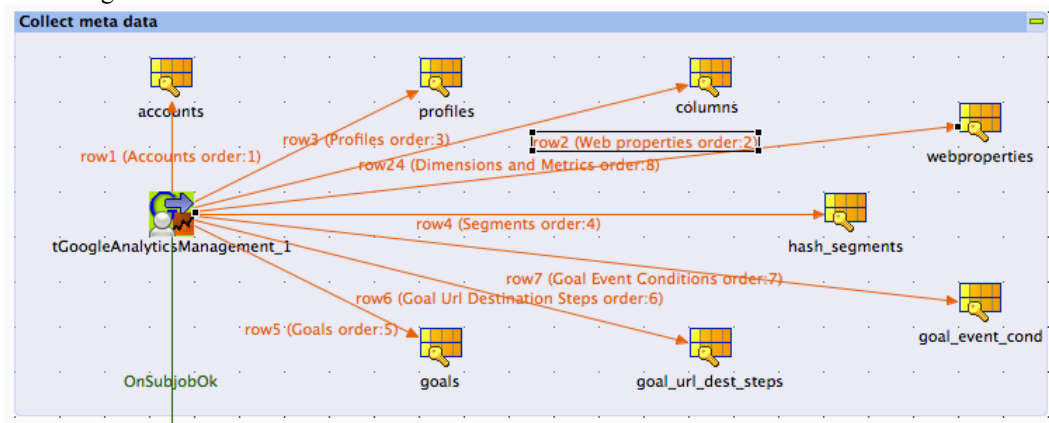 Collect meta data
accounts
profiles
columns
webproperties
row1 (Accounts order:1)
row3 (Profiles order:3)
row2 (Web properties order:2)
row24 (Dimensions and Metrics order:8)
tGoogleAnalyticsManagement_1
row4 (Segments order:4)
hash_segments
row7 (Goal Event Conditions order:7)
row6 (Goal Url Destination Steps order:6)
row5 (Goals order:5)
goal_event_cond
OnSubjobOk
goals
goal_url_dest_steps